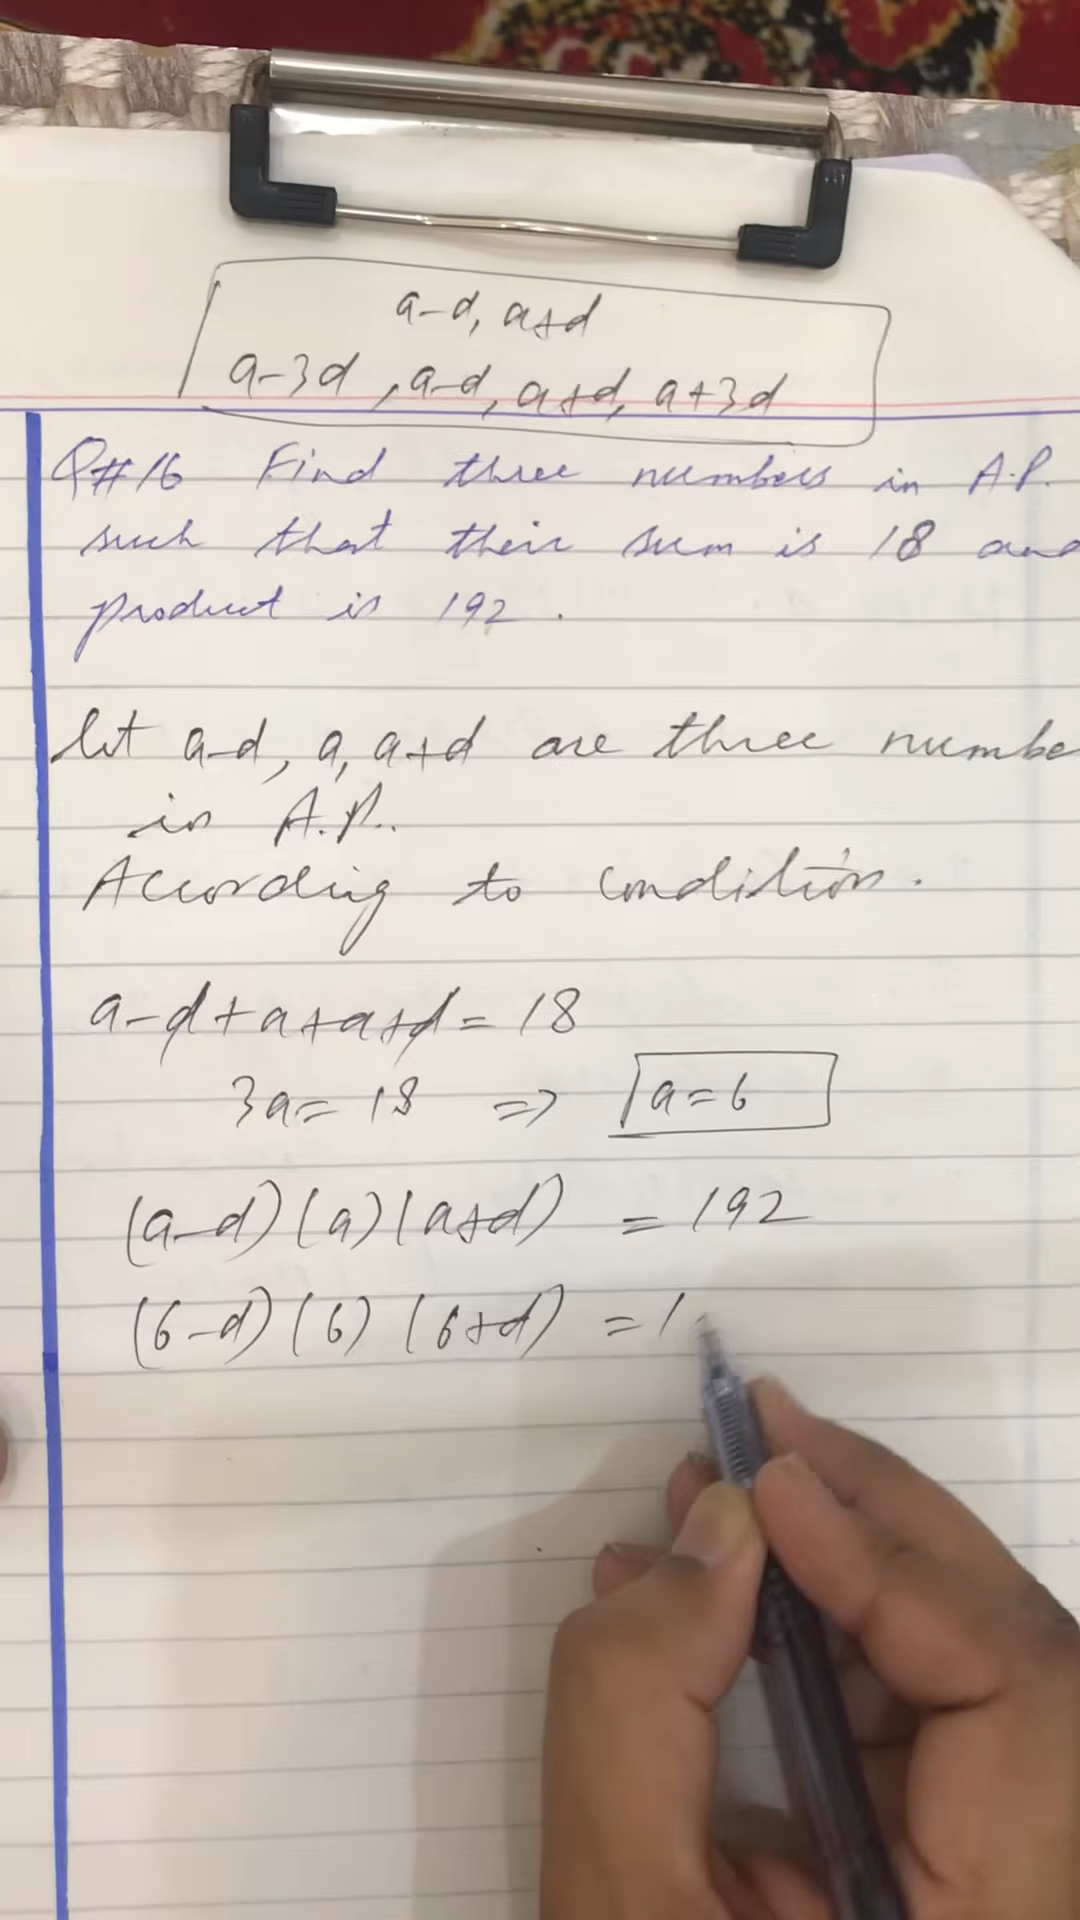 a-d, a+d
a-3d, a-d, a+d, a+3d
Q#16 Find three numbers in A.P.
such that their sum is 18 and
product is 192.
let a-d, a, a+d are three number
in A.P.
According to condition.
a-d+a+a+d=18
3a=18 => a=6
(a-d)(a)(a+d) = 192
(6-d)(6)(6+d) =1